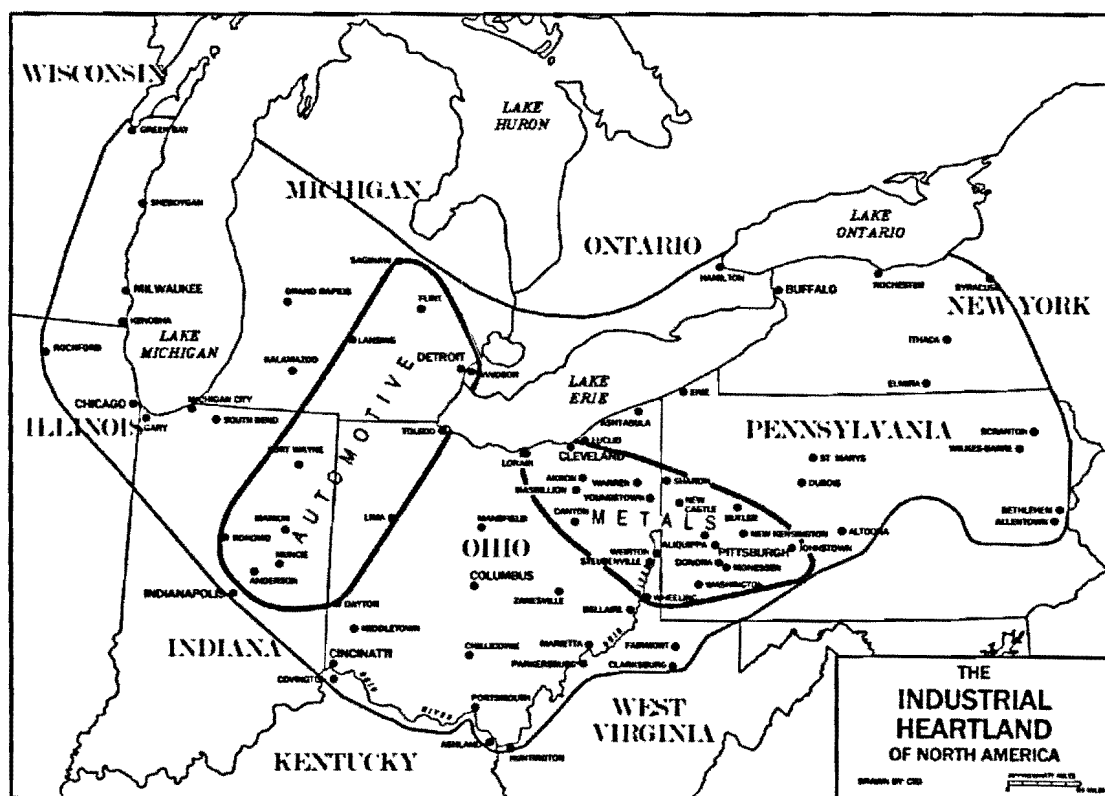 WISCONSIN
LAKE
HURON
GREEN BAY
MICHIGAN
SHEBOYGAN
LAKE
ONTARIO
ONTARIO
SAGINAW
HAMILTON
ROCHESTER
SYRACUSE
MILWAUKEE
GRAND RAPIDS
FLINT
BUFFALO
NEW YORK
KENOSHA
LAKE
MICHIGAN
ROCKFORD
LANSING
ITHACA
KALAMAZOO
DETROIT
WINDSOR
LAKE
ERIE
ERIE
ELMIRA
CHICAGO
MICHIGAN CITY
GARY
SOUTH BEND
ILLINOIS
TOLEDO
ASHTABULA
EUCLID
PENNSYLVANIA
SCRANTON
WILKES-BARRE
CLEVELAND
LORAIN
FORT WAYNE
AUTOMOTIVE
ST MARYS
AKRON
WARREN
SHARON
DUBOIS
MASSILLION
YOUNGSTOWN
NEW
CASTLE
BUTLER
BETHLEHEM
ALLENTOWN
LIMA
MANSFIELD
CANTON
METALS
MARION
KOKOMO
MUNCIE
OHIO
ALIQUIPPA
NEW KENSINGTON
ALTOONA
PITTSBURGH
JOHNSTOWN
WEIRTON
STEUBENVILLE
DONORA
MONESSEN
ANDERSON
COLUMBUS
WASHINGTON
INDIANAPOLIS
DAYTON
ZANESVILLE
WHEELING
BELLAIRE
MIDDLETOWN
INDIANA
CINCINATTI
CHILLICOTHE
MARIETTA
PARKERSBURG
FAIRMONT
CLARKSBURG
OHIO
COVINGTON
OHIO
RIVER
PORTSMOUTH
WEST
VIRGINIA
ASHLAND
HUNTINGTON
KENTUCKY
THE
INDUSTRIAL
HEARTLAND
OF NORTH AMERICA
DRAWN BY